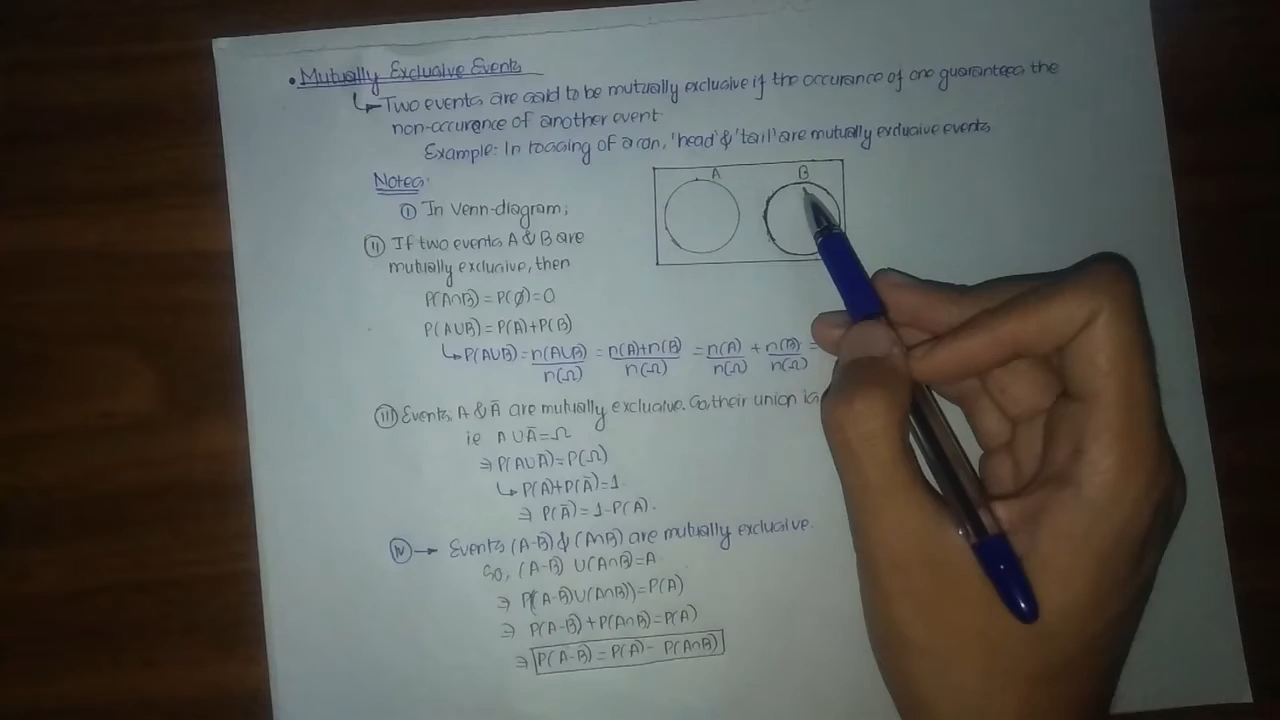 • Mutually Exclusive Events
↳ Two events are said to be mutually exclusive if the occurance of one guarantees the
non-occurance of another event.
Example: In tossing of a coin, 'head' & 'tail' are mutually exclusive events
Notes:
A
B
① In Venn-diagram;
Ⅱ If two events A & B are
mutually exclusive, then
P(A∩B) = P(ϕ) = 0
P(A∪B) = P(A)+P(B)
↳ P(A∪B) = n(A∪B)/n(Ω) = n(A)+n(B)/n(Ω) = n(A)/n(Ω) + n(B)/n(Ω) =
Ⅲ Events A & Ā are mutually exclusive. So, their union is
ie A∪Ā = Ω
⇒ P(A∪Ā) = P(Ω)
↳ P(A)+P(Ā) = 1
⇒ P(Ā) = 1-P(A).
Ⅳ → Events (A-B) & (A∩B) are mutually exclusive.
So, (A-B) ∪ (A∩B) = A
⇒ P((A-B)∪(A∩B)) = P(A)
⇒ P(A-B) + P(A∩B) = P(A)
⇒ P(A-B) = P(A) - P(A∩B)